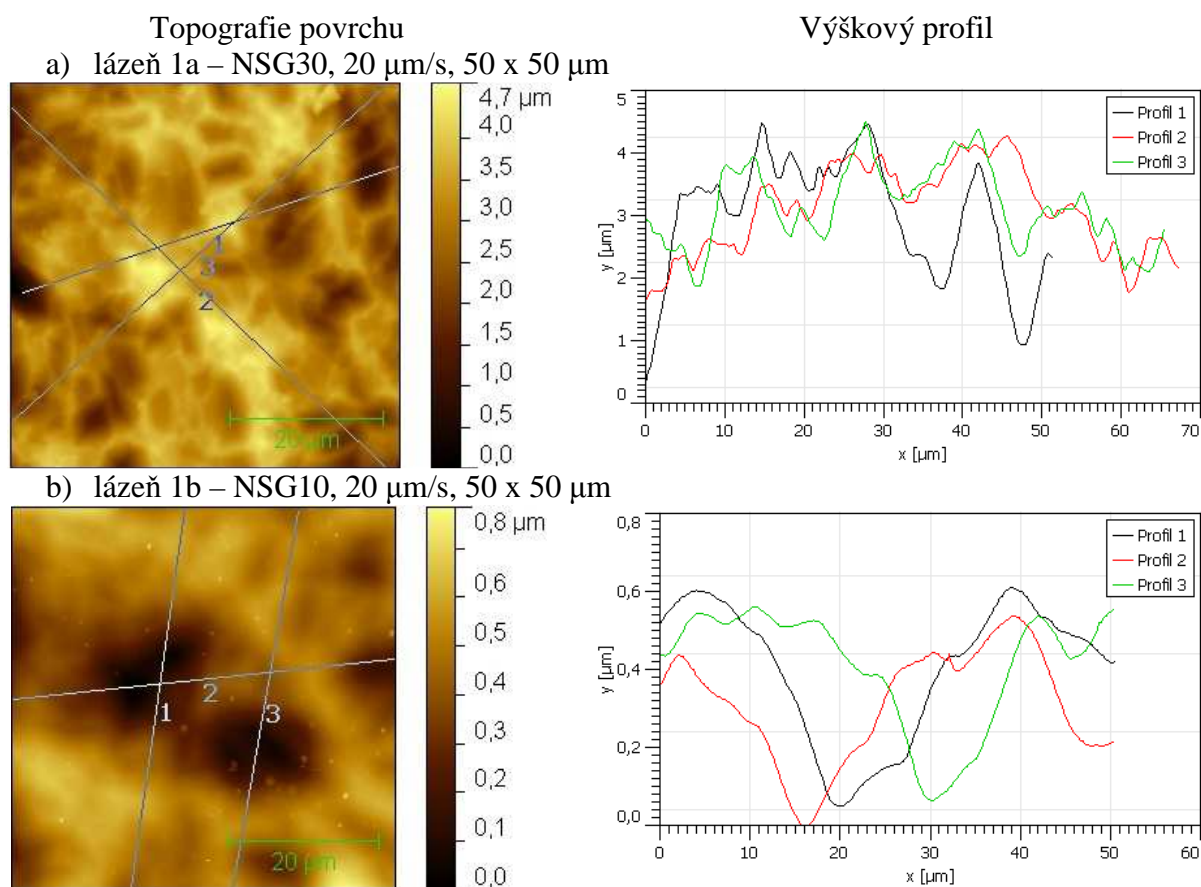 Topografie povrchu
Výškový profil
a) lázeň 1a – NSG30, 20 µm/s, 50 x 50 µm
1
3
2
20 µm
4,7 µm
4,0
3,5
3,0
2,5
2,0
1,5
1,0
0,5
0,0
y [µm]
5
4
3
2
1
0
0 10 20 30 40 50 60 70
x [µm]
Profil 1
Profil 2
Profil 3
b) lázeň 1b – NSG10, 20 µm/s, 50 x 50 µm
2
1
3
20 µm
0,8 µm
0,6
0,5
0,4
0,3
0,2
0,1
0,0
y [µm]
0,8
0,6
0,4
0,2
0,0
0 10 20 30 40 50 60
x [µm]
Profil 1
Profil 2
Profil 3